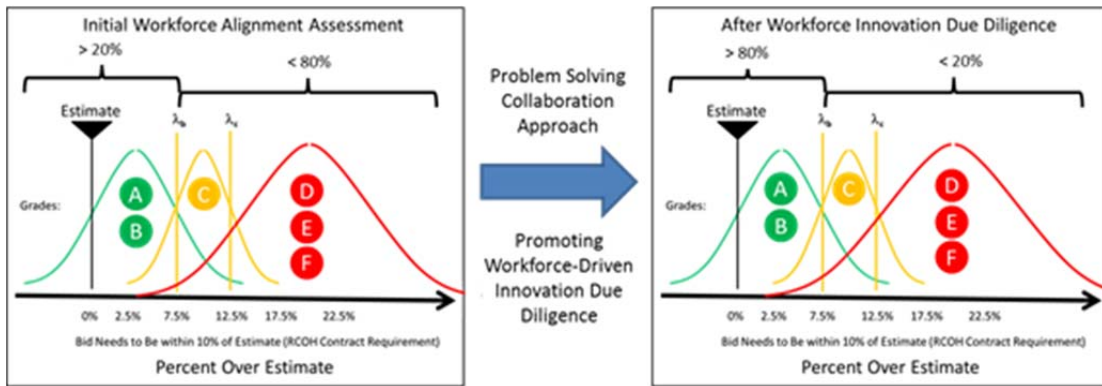 Initial Workforce Alignment Assessment
> 20%
< 80%
Estimate
λb
λc
Grades:
A
B
C
D
E
F
0%
2.5%
7.5%
12.5%
17.5%
22.5%
Bid Needs to Be within 10% of Estimate (RCOH Contract Requirement)
Percent Over Estimate
Problem Solving
Collaboration
Approach
Promoting
Workforce-Driven
Innovation Due
Diligence
After Workforce Innovation Due Diligence
> 80%
< 20%
Estimate
λb
λc
Grades:
A
B
C
D
E
F
0%
2.5%
7.5%
12.5%
17.5%
22.5%
Bid Needs to Be within 10% of Estimate (RCOH Contract Requirement)
Percent Over Estimate